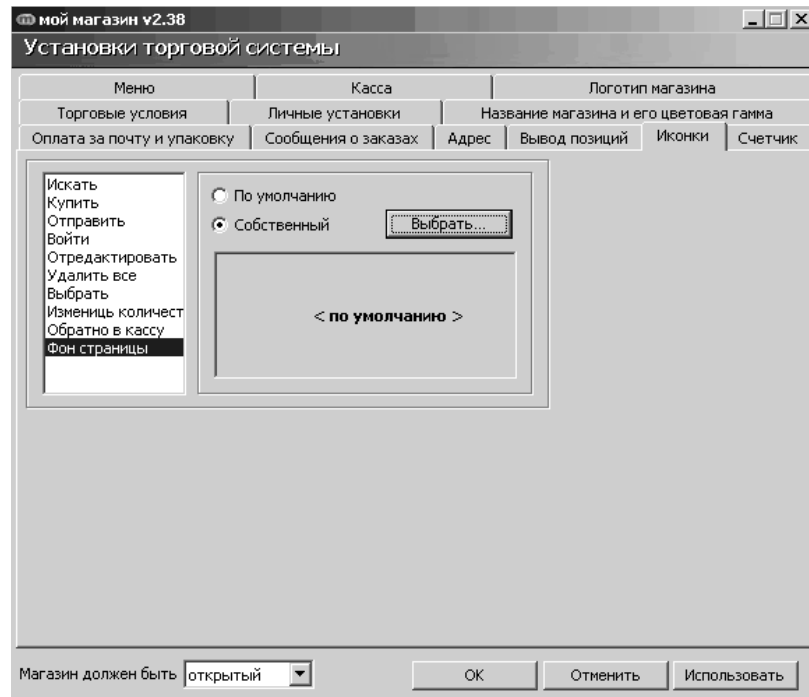 мой магазин v2.38
Установки торговой системы
Меню Касса Логотип магазина
Торговые условия Личные установки Название магазина и его цветовая гамма
Оплата за почту и упаковку Сообщения о заказах Адрес Вывод позиций Иконки Счетчик
Искать
Купить
Отправить
Войти
Отредактировать
Удалить все
Выбрать
Измениць количест
Обратно в кассу
Фон страницы
По умолчанию
Собственный Выбрать...
< по умолчанию >
Магазин должен быть открытый OK Отменить Использовать